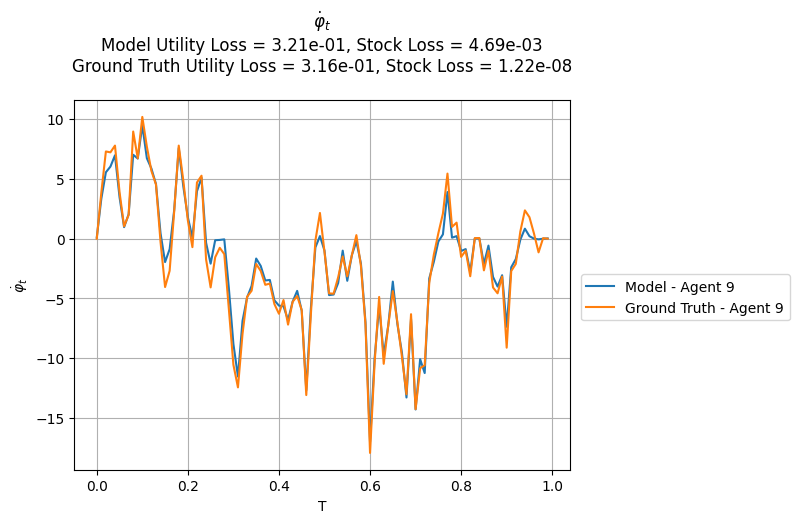 φ̇ₜ
Model Utility Loss = 3.21e-01, Stock Loss = 4.69e-03
Ground Truth Utility Loss = 3.16e-01, Stock Loss = 1.22e-08
10
5
0
−5
−10
−15
φ̇ₜ
0.0 0.2 0.4 0.6 0.8 1.0
T
Model - Agent 9
Ground Truth - Agent 9